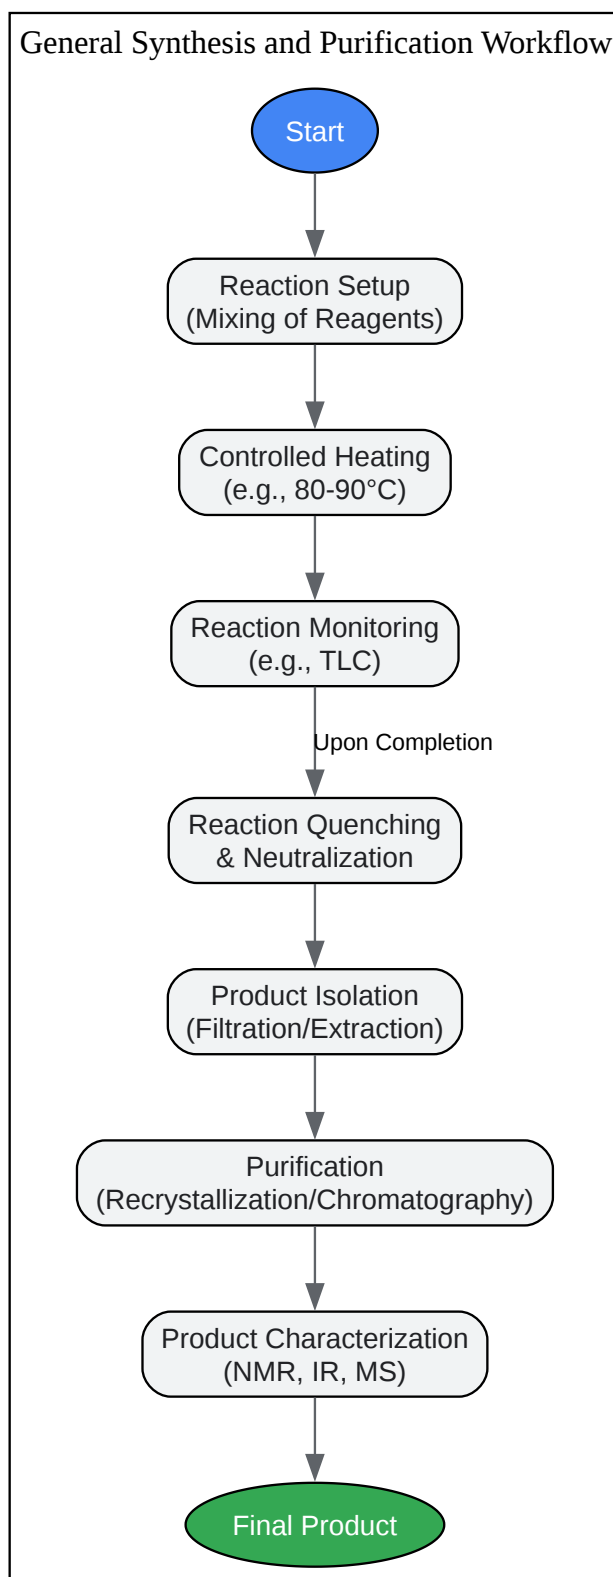 General Synthesis and Purification Workflow
Start
Reaction Setup
(Mixing of Reagents)
Controlled Heating
(e.g., 80-90°C)
Reaction Monitoring
(e.g., TLC)
Upon Completion
Reaction Quenching
& Neutralization
Product Isolation
(Filtration/Extraction)
Purification
(Recrystallization/Chromatography)
Product Characterization
(NMR, IR, MS)
Final Product